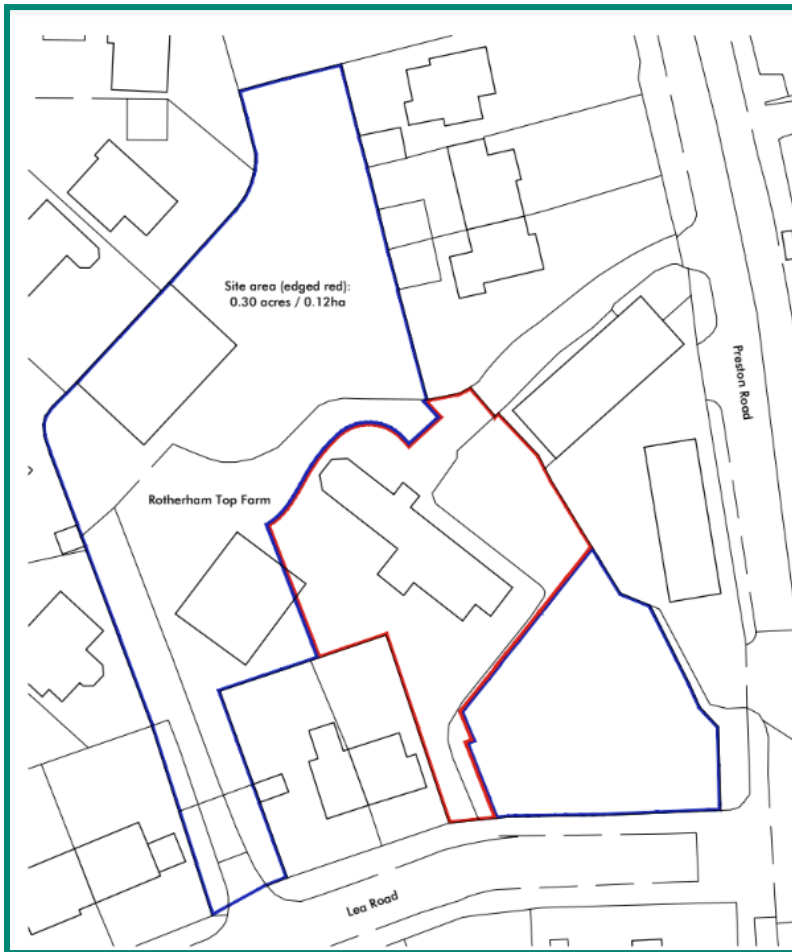 Site area (edged red):
0.30 acres / 0.12ha
Preston Road
Rotherham Top Farm
Lea Road